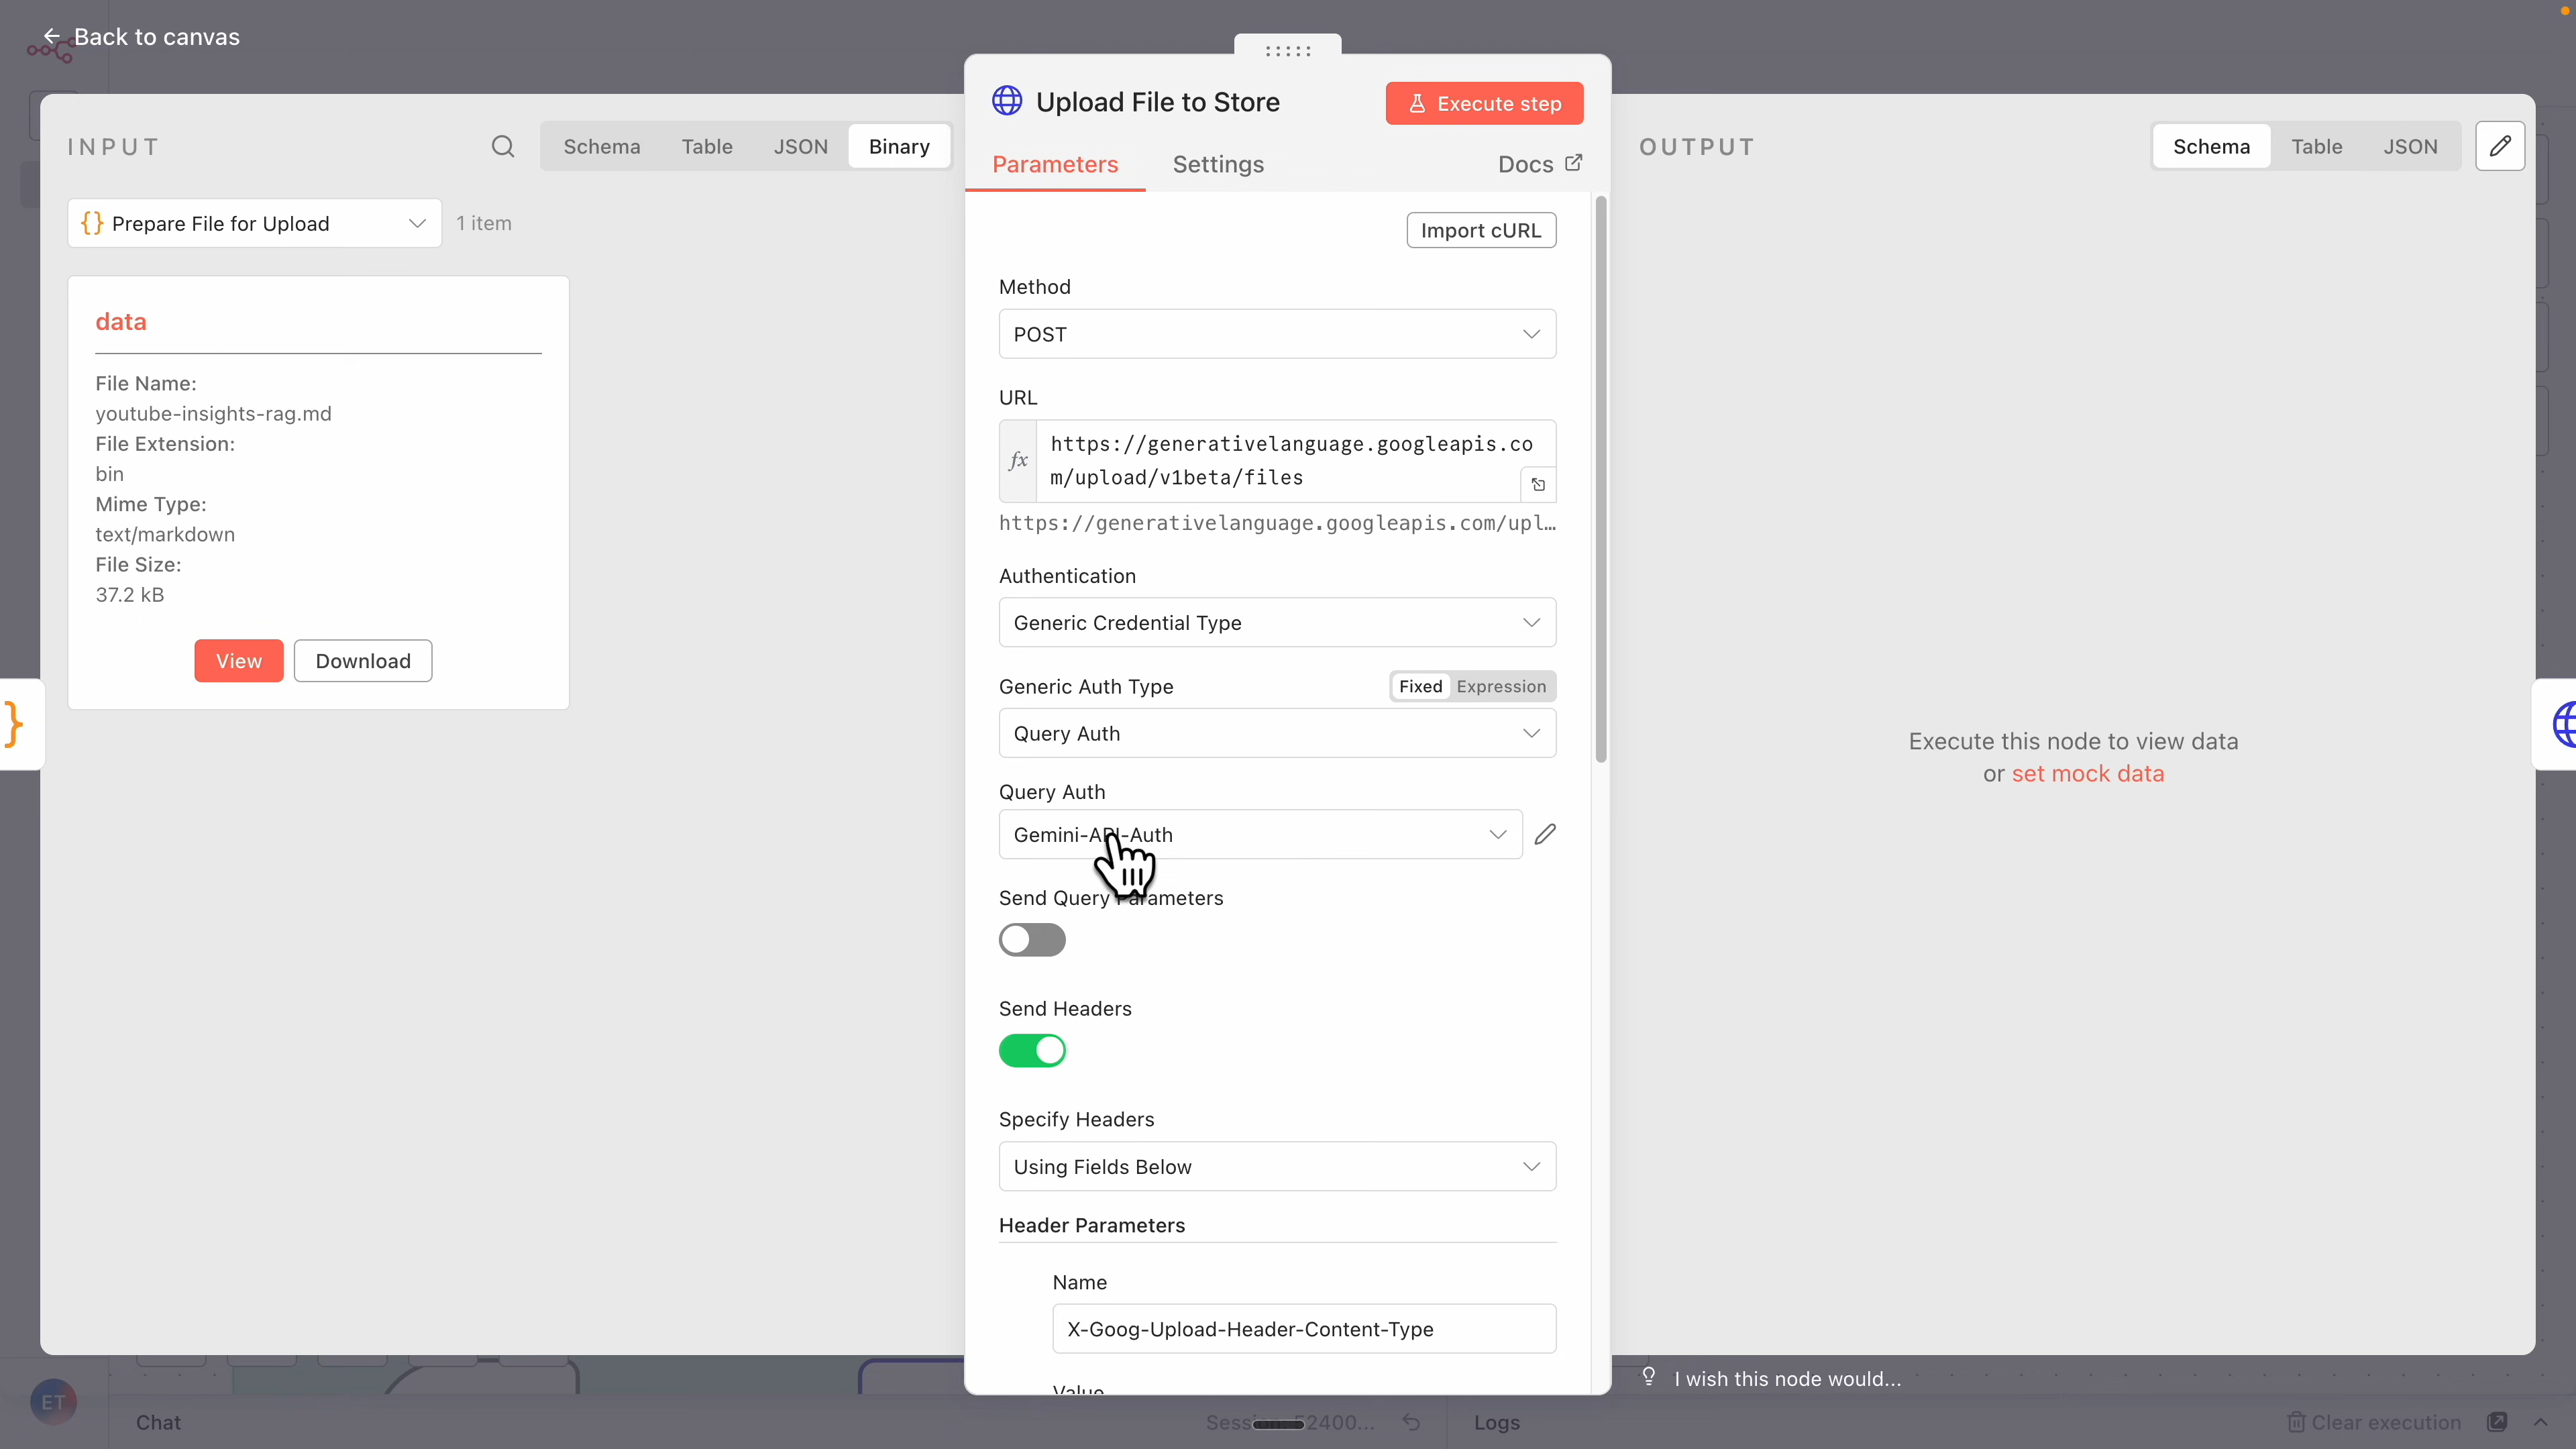 ← Back to canvas
INPUT
Schema
Table
JSON
Binary
{} Prepare File for Upload
1 item
data
File Name:
youtube-insights-rag.md
File Extension:
bin
Mime Type:
text/markdown
File Size:
37.2 kB
View
Download
}
Upload File to Store
Execute step
Parameters
Settings
Docs
Import cURL
Method
POST
URL
fx
https://generativelanguage.googleapis.co
m/upload/v1beta/files
https://generativelanguage.googleapis.com/upl…
Authentication
Generic Credential Type
Generic Auth Type
Fixed
Expression
Query Auth
Query Auth
Gemini-API-Auth
Send Query Parameters
Send Headers
Specify Headers
Using Fields Below
Header Parameters
Name
X-Goog-Upload-Header-Content-Type
Value
OUTPUT
Schema
Table
JSON
Execute this node to view data
or set mock data
I wish this node would...
ET
Chat
Logs
Clear execution